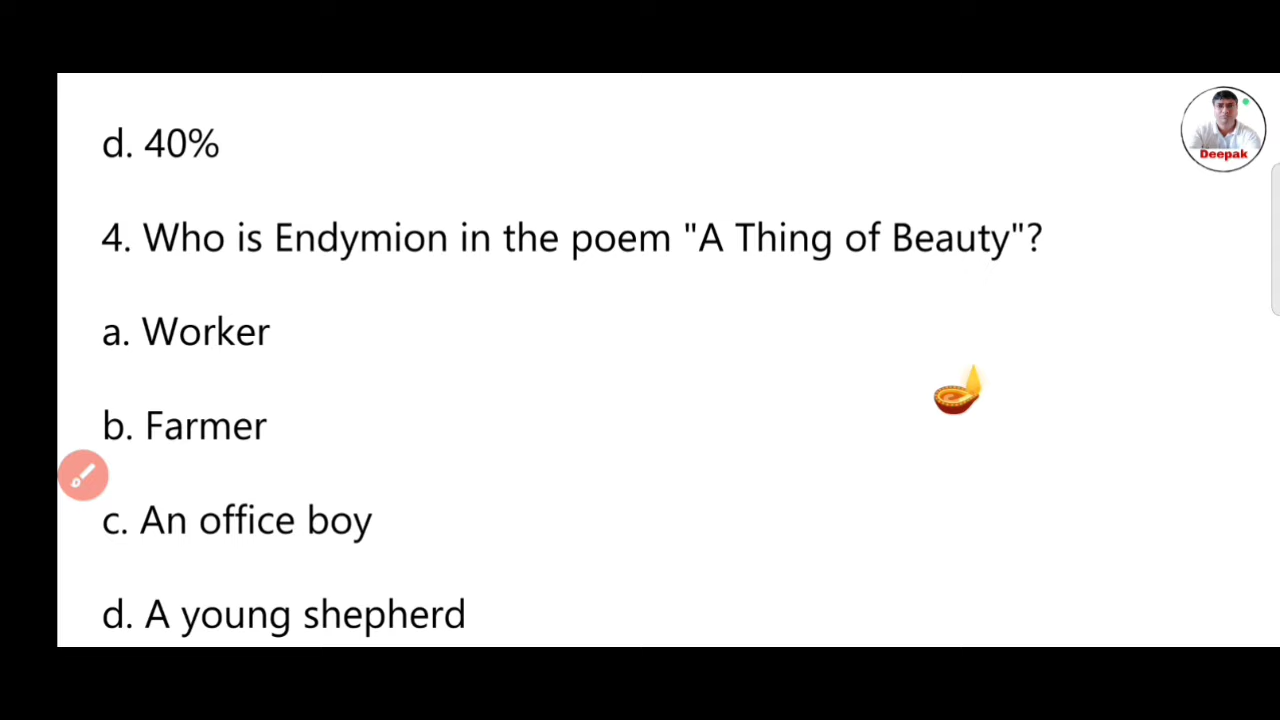 d. 40%
Deepak
4. Who is Endymion in the poem "A Thing of Beauty"?
a. Worker
b. Farmer
c. An office boy
d. A young shepherd